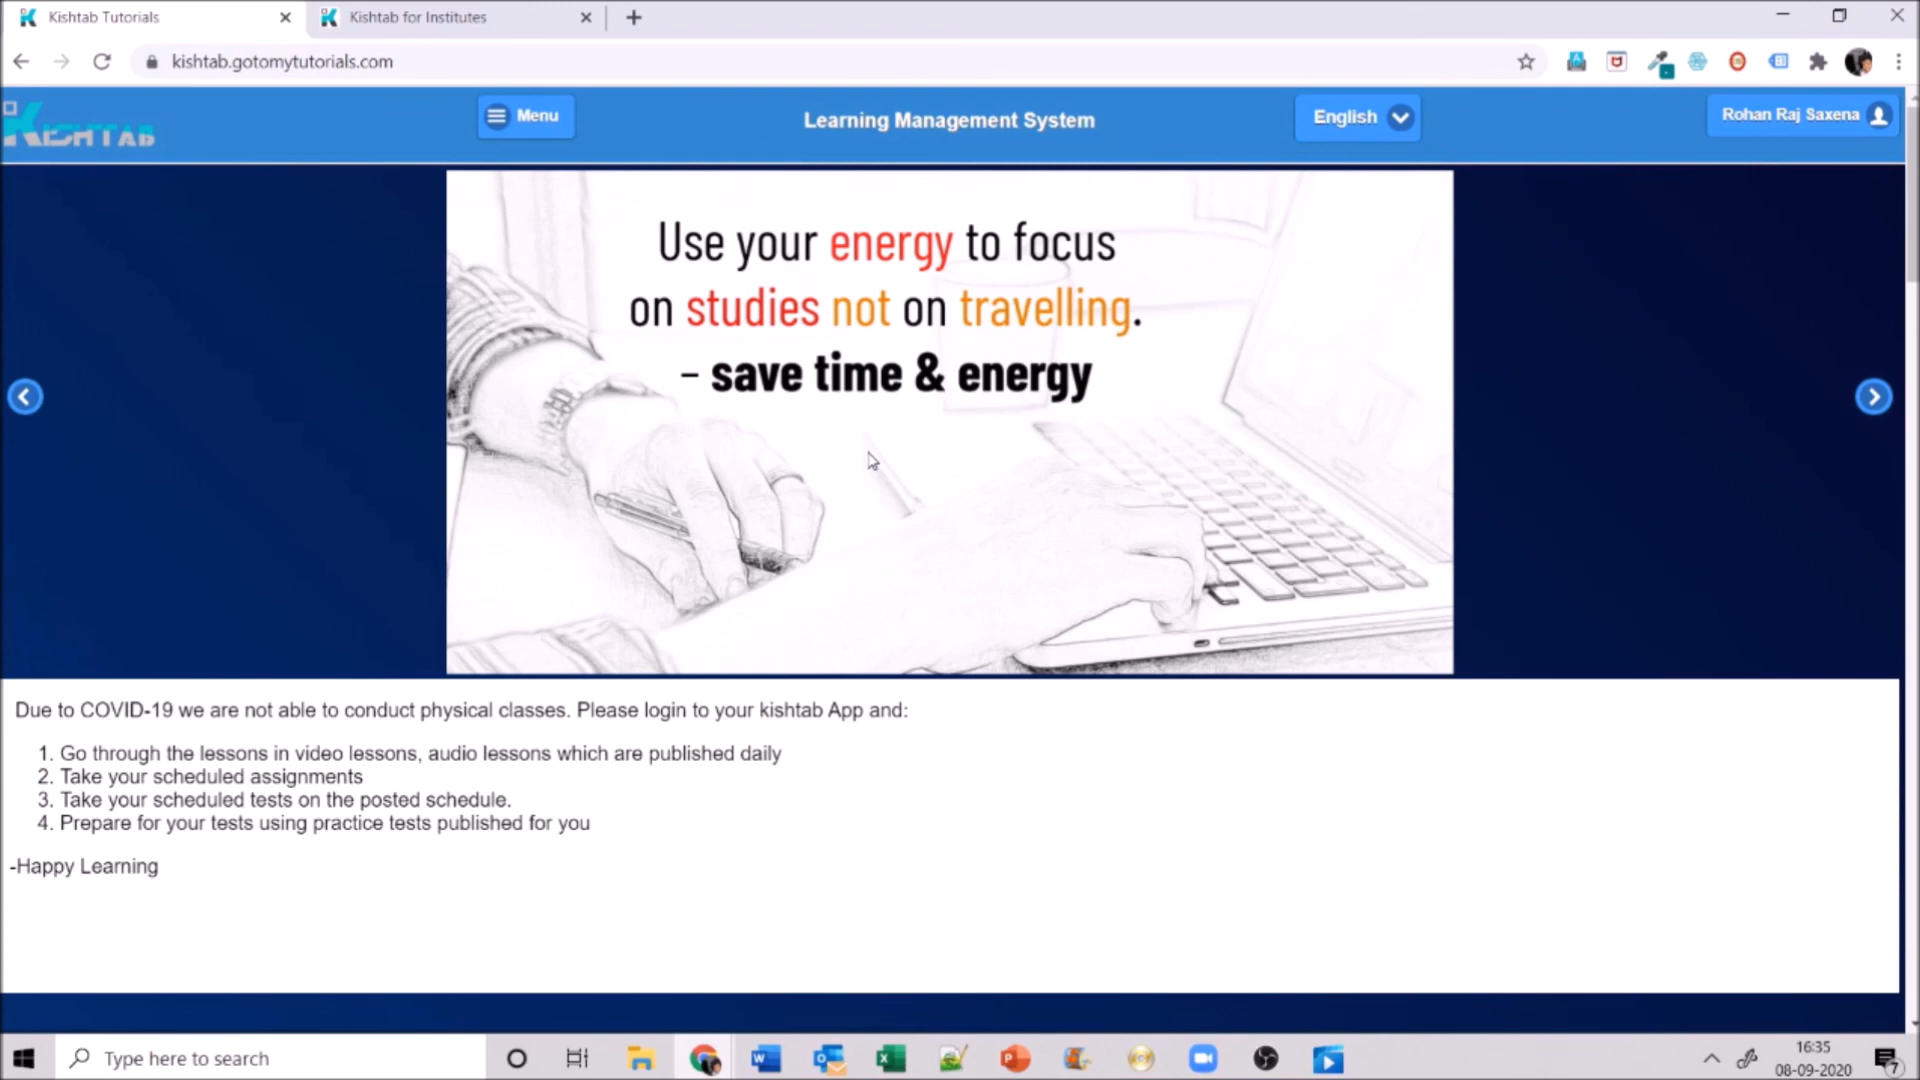 Kishtab Tutorials
Kishtab for Institutes
kishtab.gotomytutorials.com
KISHTAB
Menu
Learning Management System
English
Rohan Raj Saxena
Use your energy to focus
on studies not on travelling.
- save time & energy
Due to COVID-19 we are not able to conduct physical classes. Please login to your kishtab App and:
1. Go through the lessons in video lessons, audio lessons which are published daily
2. Take your scheduled assignments
3. Take your scheduled tests on the posted schedule.
4. Prepare for your tests using practice tests published for you
-Happy Learning
Type here to search
16:35
08-09-2020
7